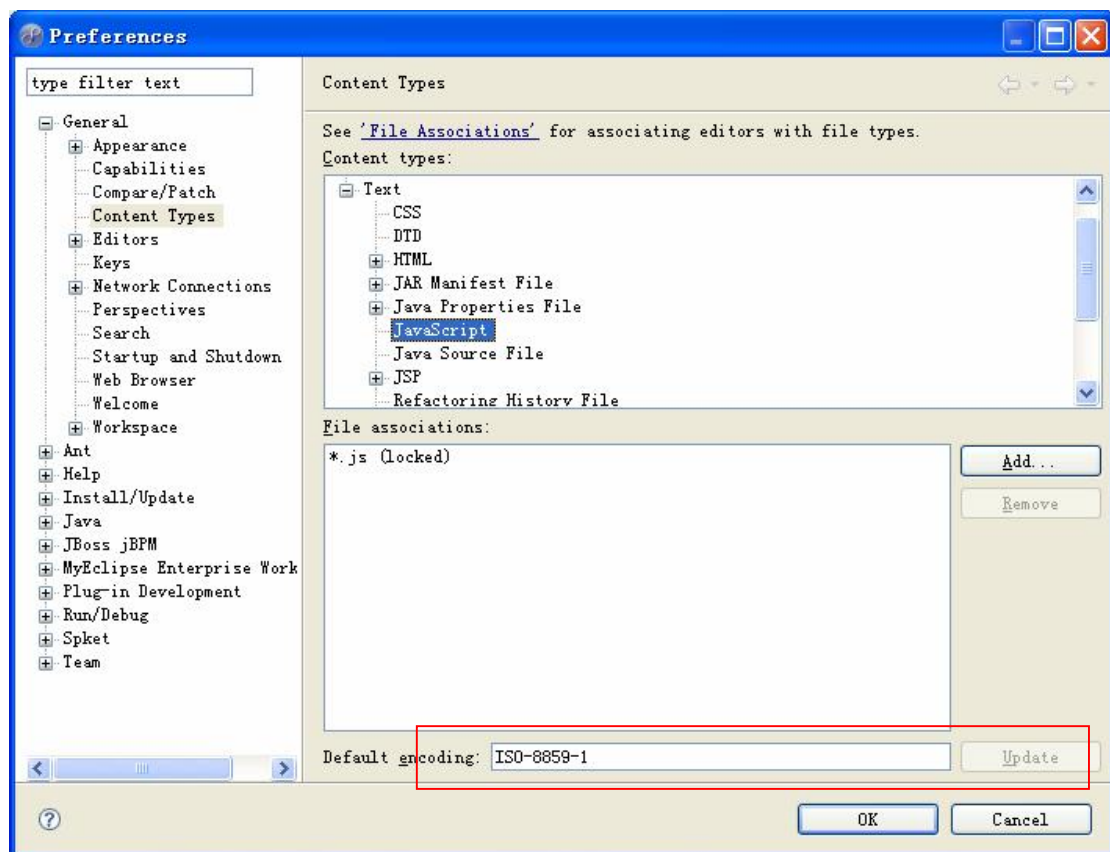 Preferences
type filter text
General
Appearance
Capabilities
Compare/Patch
Content Types
Editors
Keys
Network Connections
Perspectives
Search
Startup and Shutdown
Web Browser
Welcome
Workspace
Ant
Help
Install/Update
Java
JBoss jBPM
MyEclipse Enterprise Work
Plug-in Development
Run/Debug
Spket
Team
Content Types
See 'File Associations' for associating editors with file types.
Content types:
Text
CSS
DTD
HTML
JAR Manifest File
Java Properties File
JavaScript
Java Source File
JSP
Refactoring History File
File associations:
*.js (locked)
Add...
Remove
Default encoding: ISO-8859-1 Update
OK Cancel